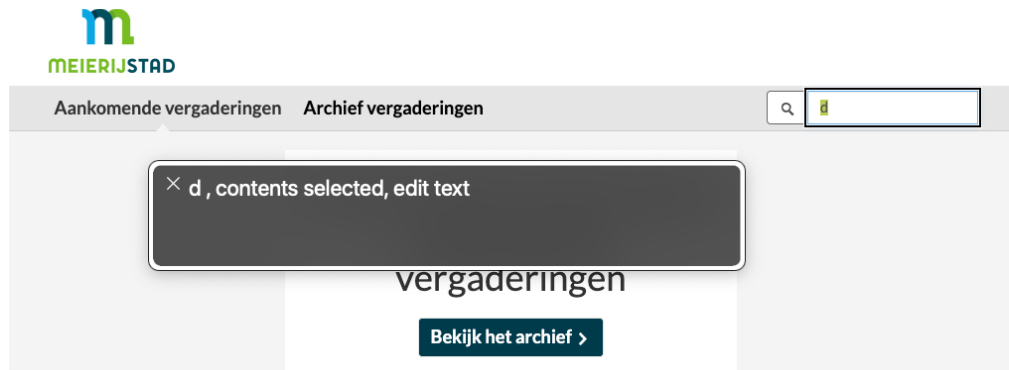 MEIERIJSTAD
Aankomende vergaderingen Archief vergaderingen d
d , contents selected, edit text
vergaderingen
Bekijk het archief